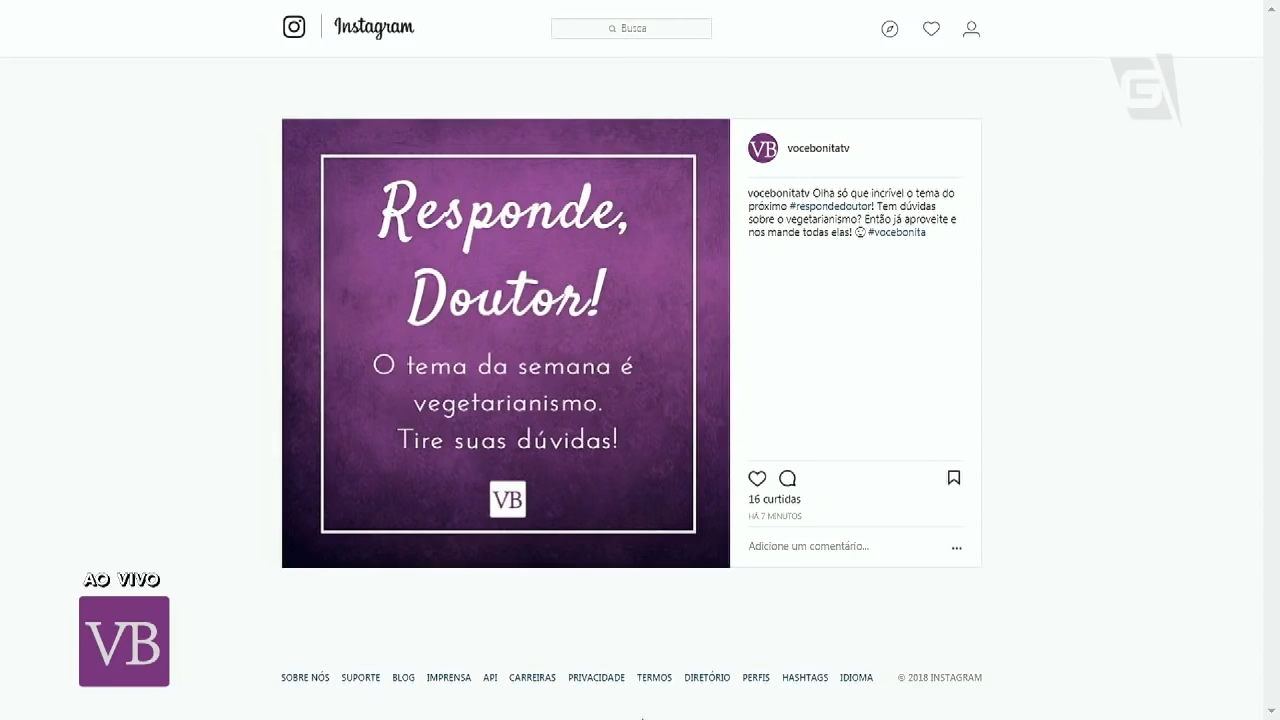 Instagram
Busca
G
Responde,
Doutor!
O tema da semana é
vegetarianismo.
Tire suas dúvidas!
VB
VB vocebonitatv
vocebonitatv Olha só que incrível o tema do
próximo #respondedoutor! Tem dúvidas
sobre o vegetarianismo? Então já aproveite e
nos mande todas elas! #vocebonita
16 curtidas
HÁ 7 MINUTOS
Adicione um comentário...
AO VIVO
VB
SOBRE NÓS SUPORTE BLOG IMPRENSA API CARREIRAS PRIVACIDADE TERMOS DIRETÓRIO PERFIS HASHTAGS IDIOMA © 2018 INSTAGRAM